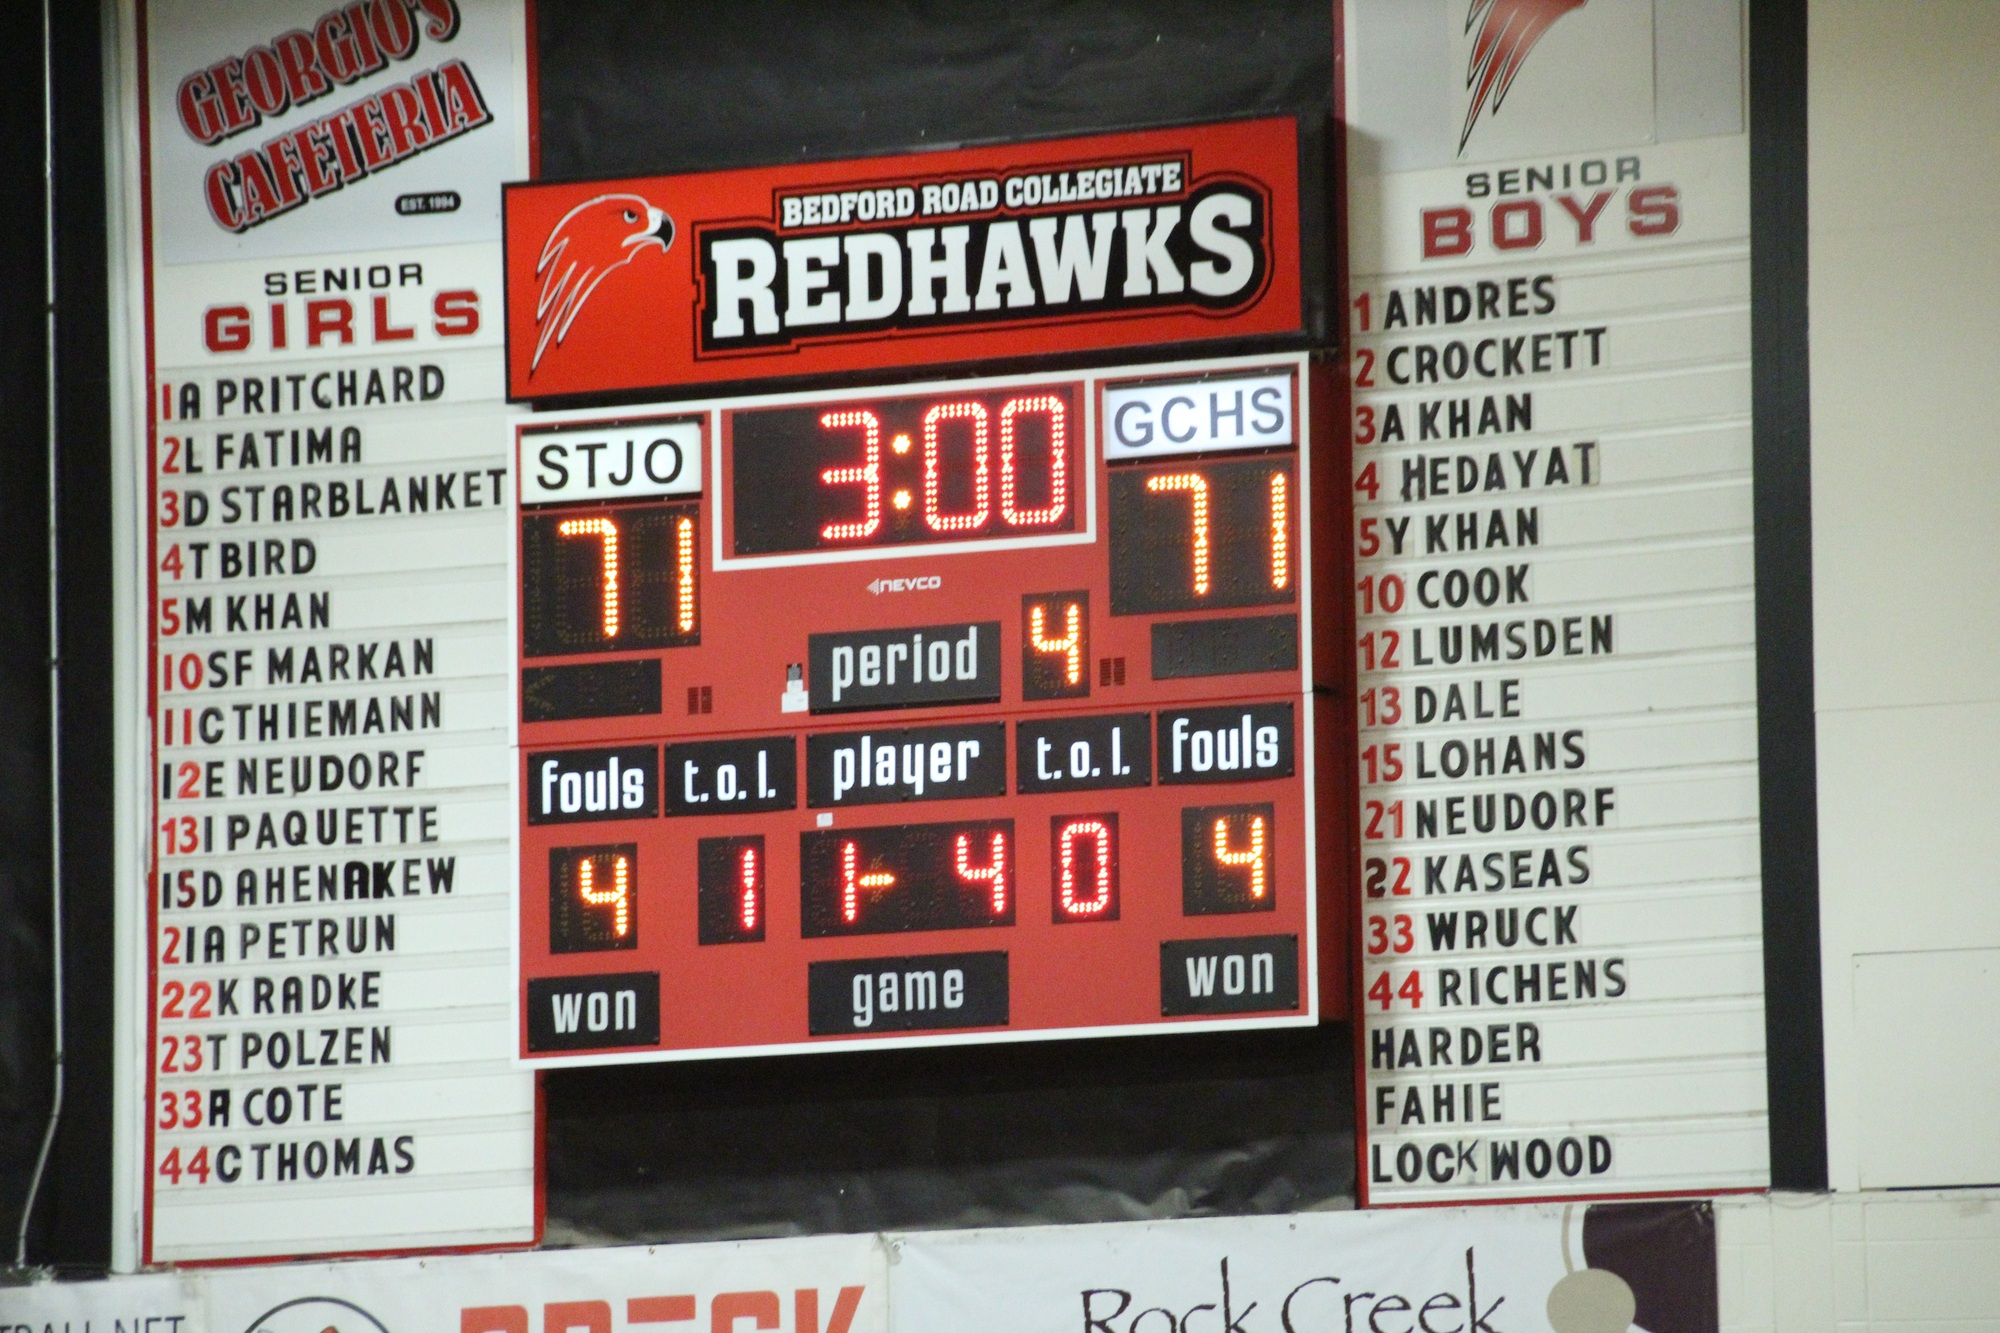 GEORGIO'S
CAFETERIA
EST. 1994
SENIOR
GIRLS
1A PRITCHARD
2L FATIMA
3D STARBLANKET
4T BIRD
5M KHAN
10SF MARKAN
11C THIEMANN
12E NEUDORF
13I PAQUETTE
15D AHENAKEW
21A PETRUN
22K RADKE
23T POLZEN
33A COTE
44C THOMAS
BEDFORD ROAD COLLEGIATE
REDHAWKS
STJO
3:00
GCHS
71
71
NEVCO
period
4
fouls t.o.l. player t.o.l. fouls
4 1 1- 4 0 4
won game won
SENIOR
BOYS
1 ANDRES
2 CROCKETT
3A KHAN
4 HEDAYAT
5Y KHAN
10 COOK
12 LUMSDEN
13 DALE
15 LOHANS
21 NEUDORF
22 KASEAS
33 WRUCK
44 RICHENS
HARDER
FAHIE
LOCKWOOD
Rock Creek